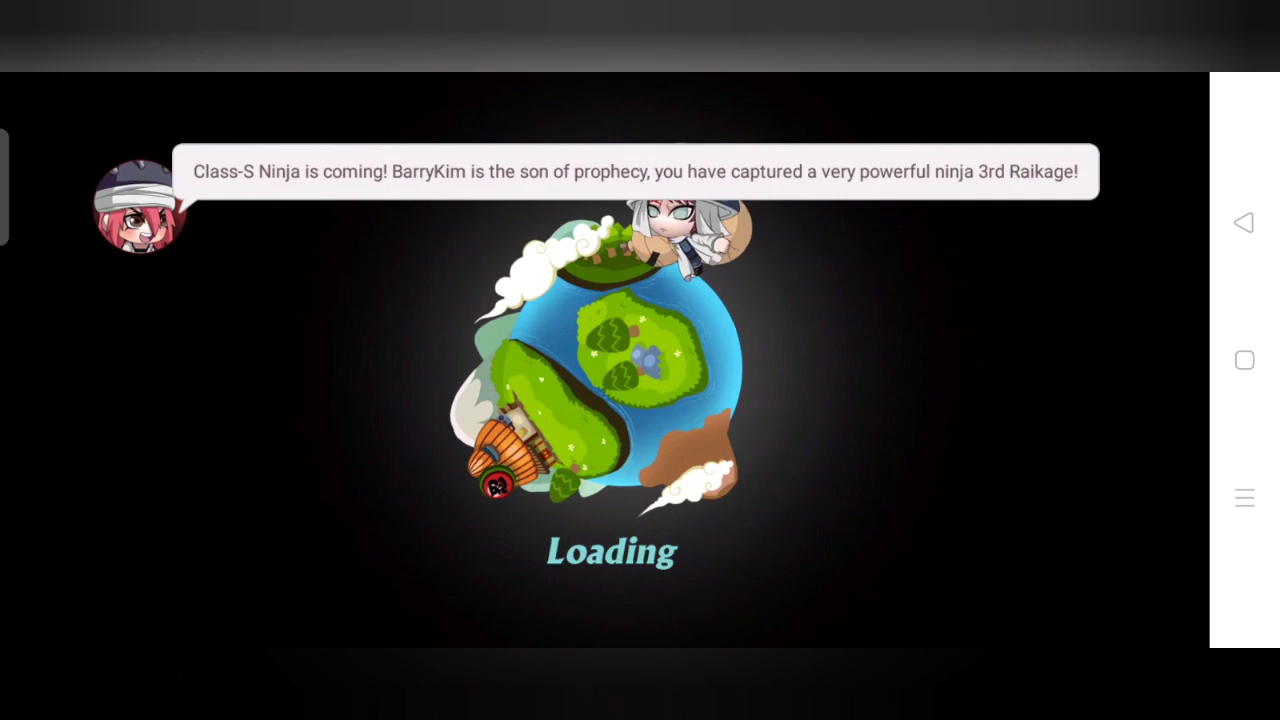 Class-S Ninja is coming! BarryKim is the son of prophecy, you have captured a very powerful ninja 3rd Raikage!
Loading